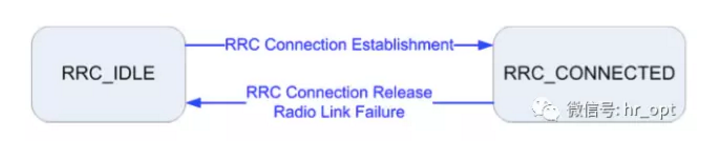 RRC_IDLE
RRC Connection Establishment
RRC_CONNECTED
RRC Connection Release
Radio Link Failure
微信号: hr_opt